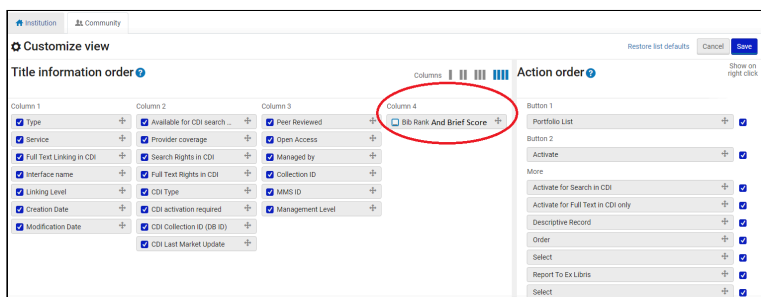 Institution
Community
Customize view
Restore list defaults
Cancel
Save
Title information order
Columns
Action order
Show on
right click
Column 1
Type
Service
Full Text Linking in CDI
Interface name
Linking Level
Creation Date
Modification Date
Column 2
Available for CDI search ...
Provider coverage
Search Rights in CDI
Full Text Rights in CDI
CDI Type
CDI activation required
CDI Collection ID (DB ID)
CDI Last Market Update
Column 3
Peer Reviewed
Open Access
Managed by
Collection ID
MMS ID
Management Level
Column 4
Bib Rank And Brief Score
Button 1
Portfolio List
Button 2
Activate
More
Activate for Search in CDI
Activate for Full Text in CDI only
Descriptive Record
Order
Select
Report To Ex Libris
Select